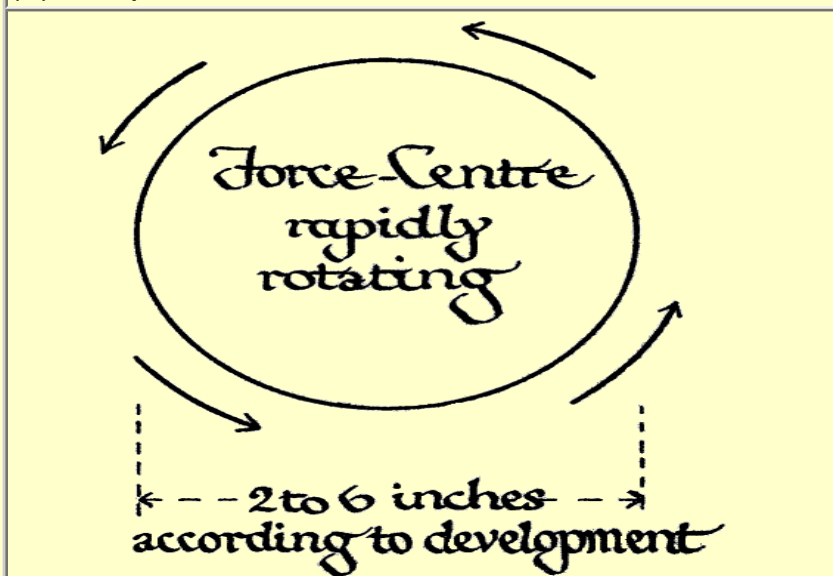 Force-Centre
rapidly
rotating
2 to 6 inches
according to development